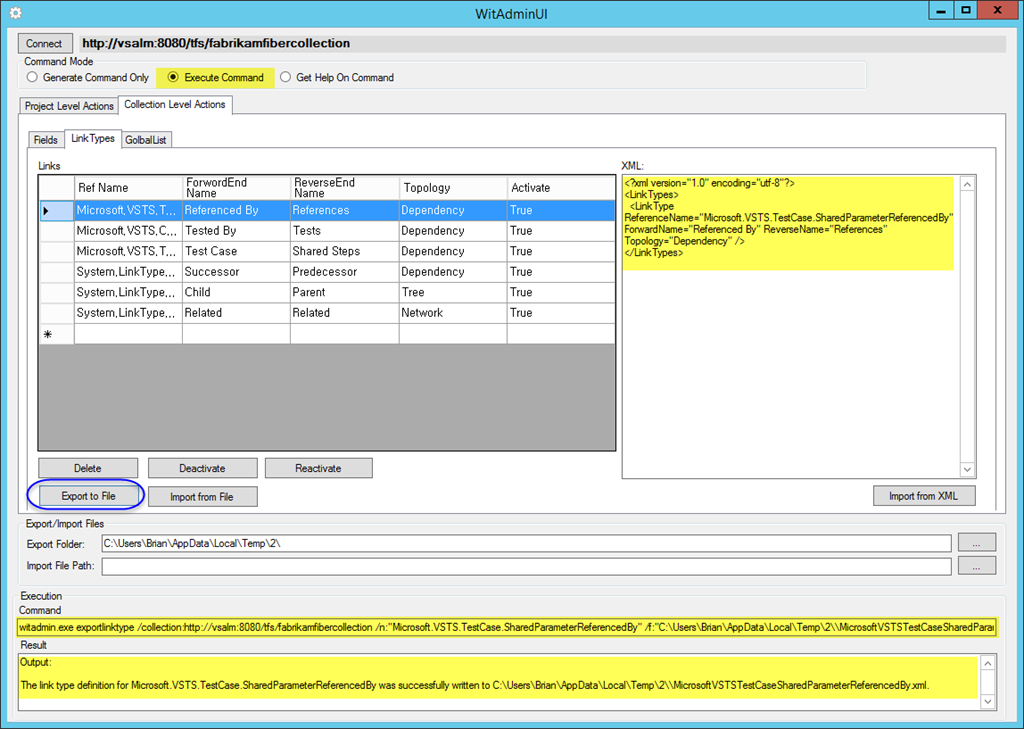 WitAdminUI
Connect http://vsalm:8080/tfs/fabrikamfibercollection
Command Mode
Generate Command Only Execute Command Get Help On Command
Project Level Actions Collection Level Actions
Fields LinkTypes GolbalList
Links
Ref Name ForwordEnd Name ReverseEnd Name Topology Activate
Microsoft.VSTS.T... Referenced By References Dependency True
Microsoft.VSTS.C... Tested By Tests Dependency True
Microsoft.VSTS.T... Test Case Shared Steps Dependency True
System.LinkType... Successor Predecessor Dependency True
System.LinkType... Child Parent Tree True
System.LinkType... Related Related Network True
XML:
<?xml version="1.0" encoding="utf-8"?>
<LinkTypes>
<LinkType
ReferenceName="Microsoft.VSTS.TestCase.SharedParameterReferencedBy"
ForwardName="Referenced By" ReverseName="References"
Topology="Dependency" />
</LinkTypes>
Delete Deactivate Reactivate
Export to File Import from File Import from XML
Export/Import Files
Export Folder: C:\Users\Brian\AppData\Local\Temp\2\ ...
Import File Path: ...
Execution
Command
witadmin.exe exportlinktype /collection:http://vsalm:8080/tfs/fabrikamfibercollection /n:"Microsoft.VSTS.TestCase.SharedParameterReferencedBy" /f:"C:\Users\Brian\AppData\Local\Temp\2\\MicrosoftVSTSTestCaseSharedParar
Result
Output:
The link type definition for Microsoft.VSTS.TestCase.SharedParameterReferencedBy was successfully written to C:\Users\Brian\AppData\Local\Temp\2\\MicrosoftVSTSTestCaseSharedParameterReferencedBy.xml.